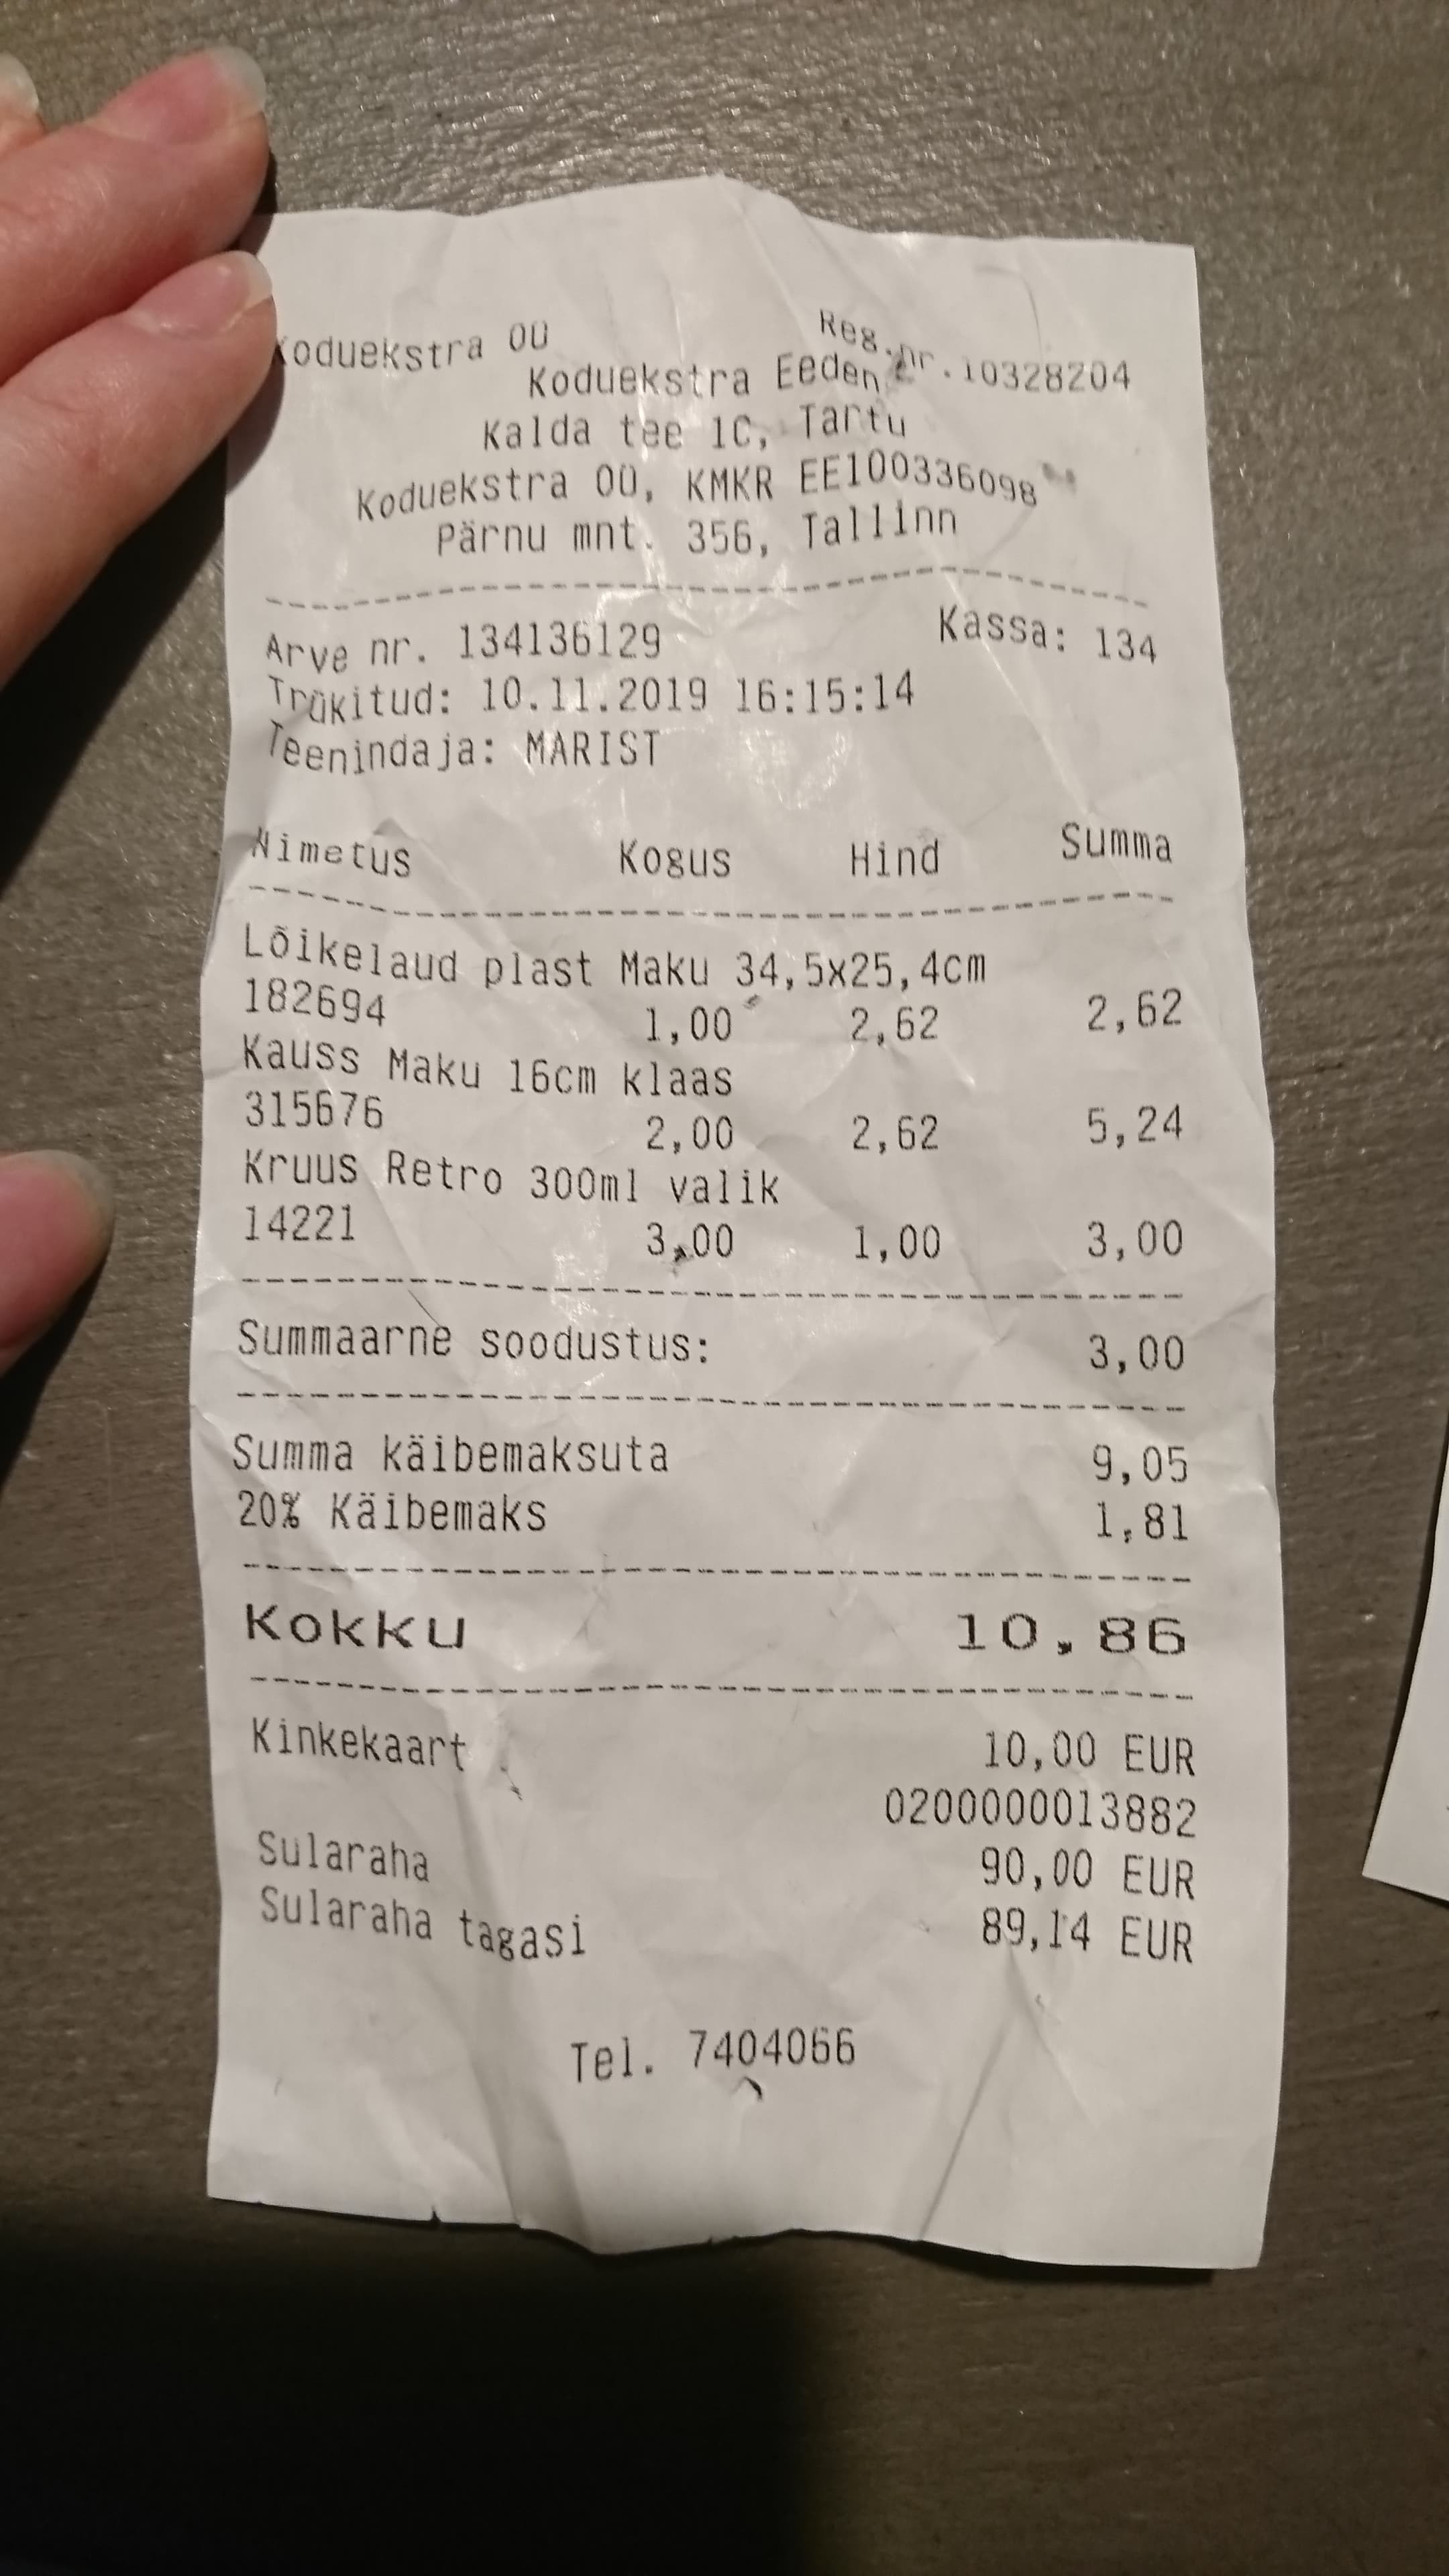 Koduekstra OÜ Reg.nr.10328204
Koduekstra Eeden
Kalda tee 1C, Tartu
Koduekstra OÜ, KMKR EE100336098
Pärnu mnt. 356, Tallinn
Arve nr. 134136129 Kassa: 134
Trükitud: 10.11.2019 16:15:14
Teenindaja: MARIST
Nimetus Kogus Hind Summa
Lõikelaud plast Maku 34,5x25,4cm
182694 1,00 2,62 2,62
Kauss Maku 16cm klaas
315676 2,00 2,62 5,24
Kruus Retro 300ml valik
14221 3,00 1,00 3,00
Summaarne soodustus: 3,00
Summa käibemaksuta 9,05
20% Käibemaks 1,81
Kokku 10,86
Kinkekaart 10,00 EUR
0200000013882
Sularaha 90,00 EUR
Sularaha tagasi 89,14 EUR
Tel. 7404066